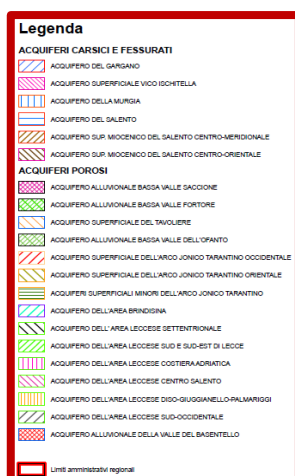 Legenda
ACQUIFERI CARSICI E FESSURATI
ACQUIFERO DEL GARGANO
ACQUIFERO SUPERFICIALE VICO ISCHITELLA
ACQUIFERO DELLA MURGIA
ACQUIFERO DEL SALENTO
ACQUIFERO SUP. MIOCENICO DEL SALENTO CENTRO-MERIDIONALE
ACQUIFERO SUP. MIOCENICO DEL SALENTO CENTRO-ORIENTALE
ACQUIFERI POROSI
ACQUIFERO ALLUVIONALE BASSA VALLE SACCIONE
ACQUIFERO ALLUVIONALE BASSA VALLE FORTORE
ACQUIFERO SUPERFICIALE DEL TAVOLIERE
ACQUIFERO ALLUVIONALE BASSA VALLE DELL'OFANTO
ACQUIFERO SUPERFICIALE DELL'ARCO JONICO TARANTINO OCCIDENTALE
ACQUIFERO SUPERFICIALE DELL'ARCO JONICO TARANTINO ORIENTALE
ACQUIFERI SUPERFICIALI MINORI DELL'ARCO JONICO TARANTINO
ACQUIFERO DELL'AREA BRINDISINA
ACQUIFERO DELL' AREA LECCESE SETTENTRIONALE
ACQUIFERO DELL'AREA LECCESE SUD E SUD-EST DI LECCE
ACQUIFERO DELL'AREA LECCESE COSTIERA ADRIATICA
ACQUIFERO DELL'AREA LECCESE CENTRO SALENTO
ACQUIFERO DELL'AREA LECCESE DISO-GIUGGIANELLO-PALMARIGGI
ACQUIFERO DELL'AREA LECCESE SUD-OCCIDENTALE
ACQUIFERO ALLUVIONALE DELLA VALLE DEL BASENTELLO
Limiti amministrativi regionali